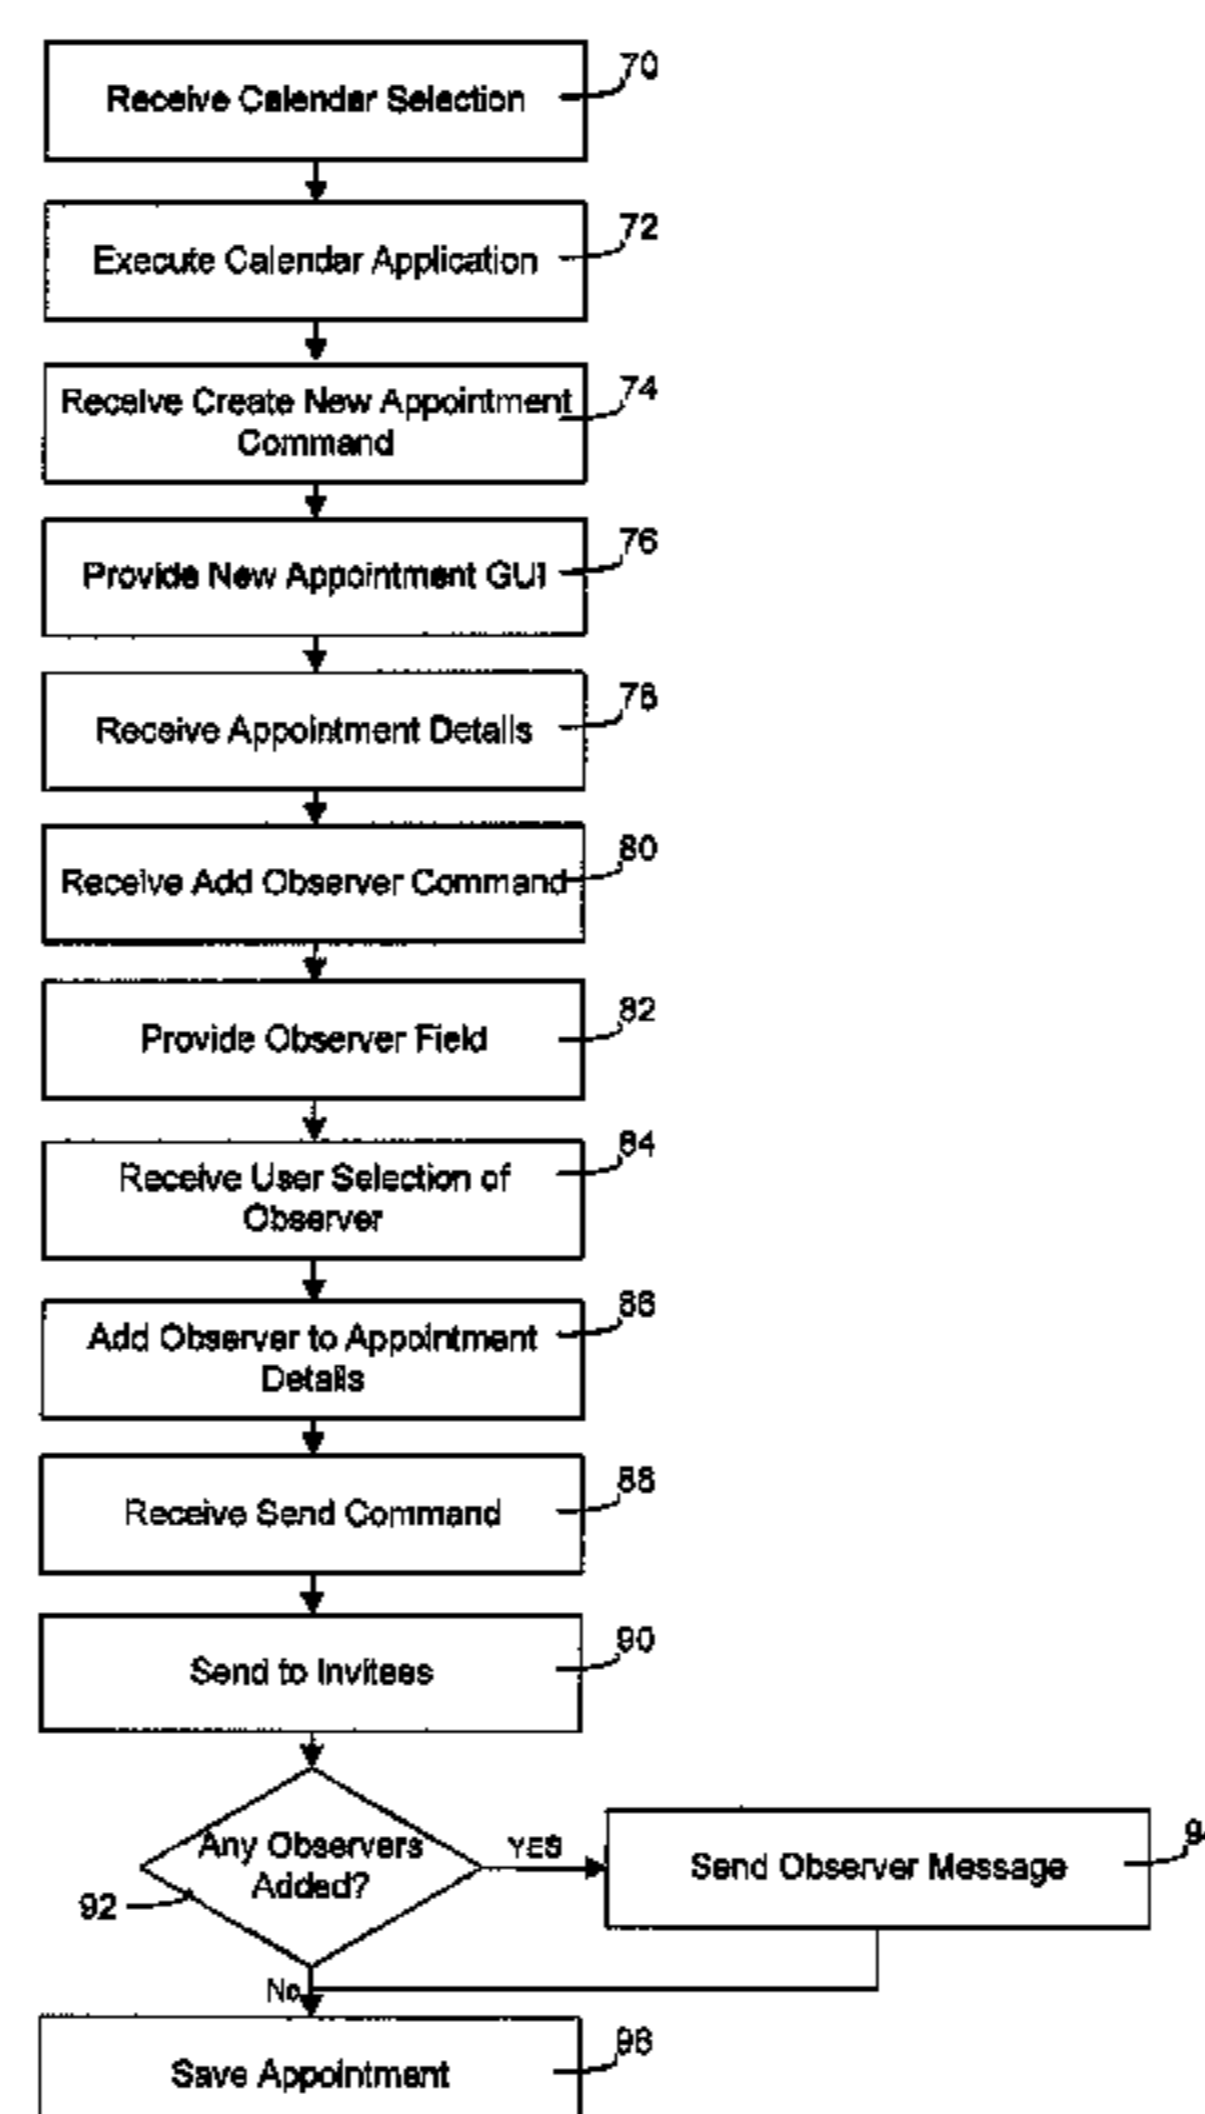 Receive Calendar Selection
70
Execute Calendar Application
72
Receive Create New Appointment
Command
74
Provide New Appointment GUI
76
Receive Appointment Details
78
Receive Add Observer Command
80
Provide Observer Field
82
Receive User Selection of
Observer
84
Add Observer to Appointment
Details
86
Receive Send Command
88
Send to Invitees
90
Any Observers
Added?
92
YES
Send Observer Message
No
Save Appointment